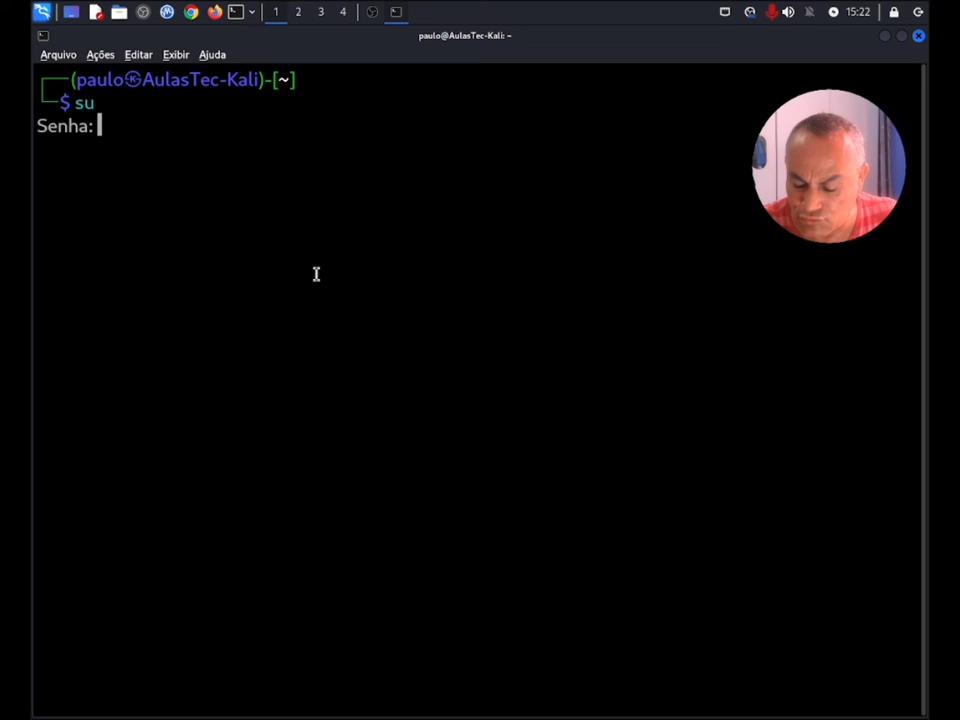 1 2 3 4 15:22
paulo@AulasTec-Kali: ~
Arquivo Ações Editar Exibir Ajuda
(paulo㉿AulasTec-Kali)-[~]
$ su
Senha: